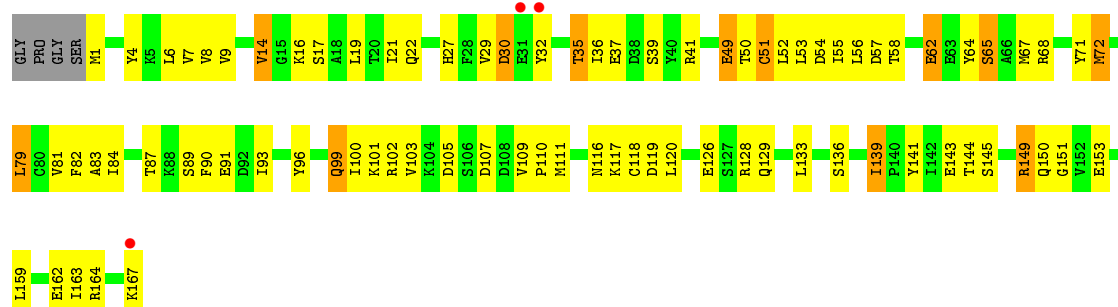 GLY PRO GLY SER M1 Y4 K5 L6 V7 V8 V9 V14 G15 K16 S17 A18 L19 T20 I21 Q22 H27 F28 V29 D30 E31 Y32 T35 I36 E37 D38 S39 Y40 R41 E49 T50 C51 L52 L53 D54 I55 L56 D57 T58 E62 E63 Y64 S65 A66 M67 R68 Y71 M72
L79 C80 V81 F82 A83 I84 T87 K88 S89 F90 E91 D92 I93 Y96 Q99 I100 K101 R102 V103 K104 D105 S106 D107 D108 V109 P110 M111 N116 K117 C118 D119 L120 E126 S127 R128 Q129 L133 S136 I139 P140 Y141 I142 E143 T144 S145 R149 Q150 G151 V152 E153
L159 E162 I163 R164 K167